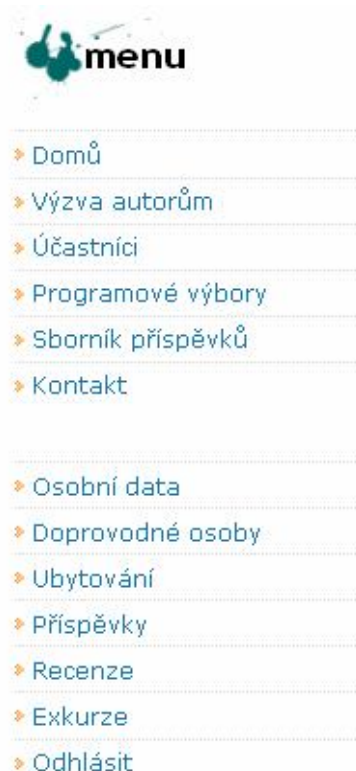 menu
Domů
Výzva autorům
Účastníci
Programové výbory
Sborník příspěvků
Kontakt
Osobní data
Doprovodné osoby
Ubytování
Příspěvky
Recenze
Exkurze
Odhlásit